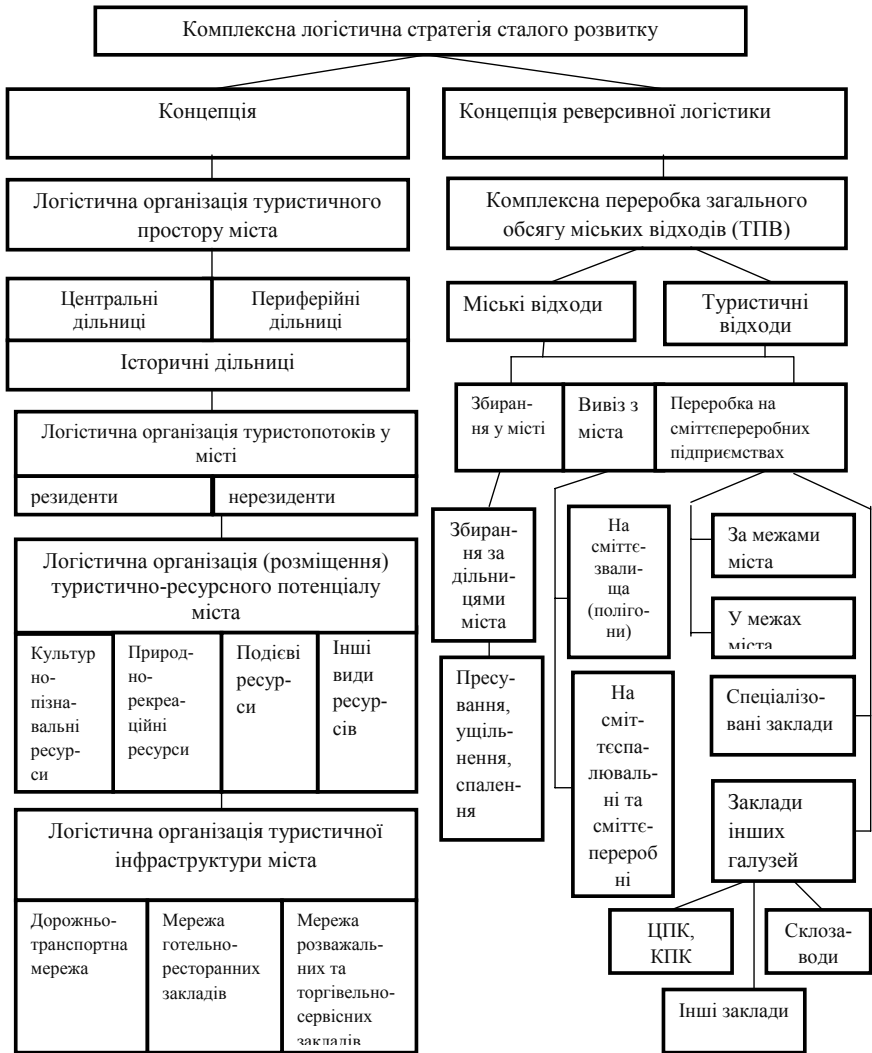 Комплексна логістична стратегія сталого розвитку
Концепція
Логістична організація туристичного
простору міста
Центральні
дільниці
Периферійні
дільниці
Історичні дільниці
Логістична організація туристопотоків у
місті
резиденти
нерезиденти
Логістична організація (розміщення)
туристично-ресурсного потенціалу
міста
Культур
но-
пізна-
вальні
ресур-
си
Природ-
но-
рекреа-
ційні
ресурси
Подієві
ресур-
си
Інші
види
ресур-
сів
Логістична організація туристичної
інфраструктури міста
Дорожньо-
транспортна
мережа
Мережа
готельно-
ресторанних
закладів
Мережа
розважаль-
них та
торгівельно-
сервісних
закладів
Концепція реверсивної логістики
Комплексна переробка загального
обсягу міських відходів (ТПВ)
Міські відходи
Туристичні
відходи
Збиран-
ня у місті
Вивіз з
міста
Переробка на
сміттєпереробних
підприємствах
Збиран-
ня за
дільни-
цями
міста
Пресу-
вання,
ущіль-
нення,
спален-
ня
На
сміттє-
звали-
ща
(поліго-
ни)
На
сміт-
тєспа-
люваль-
ні та
сміттє-
перероб
ні
За межами
міста
У межах
міста
Спеціалізо-
вані заклади
Заклади
інших
галузей
ЦПК,
КПК
Склоза-
води
Інші заклади